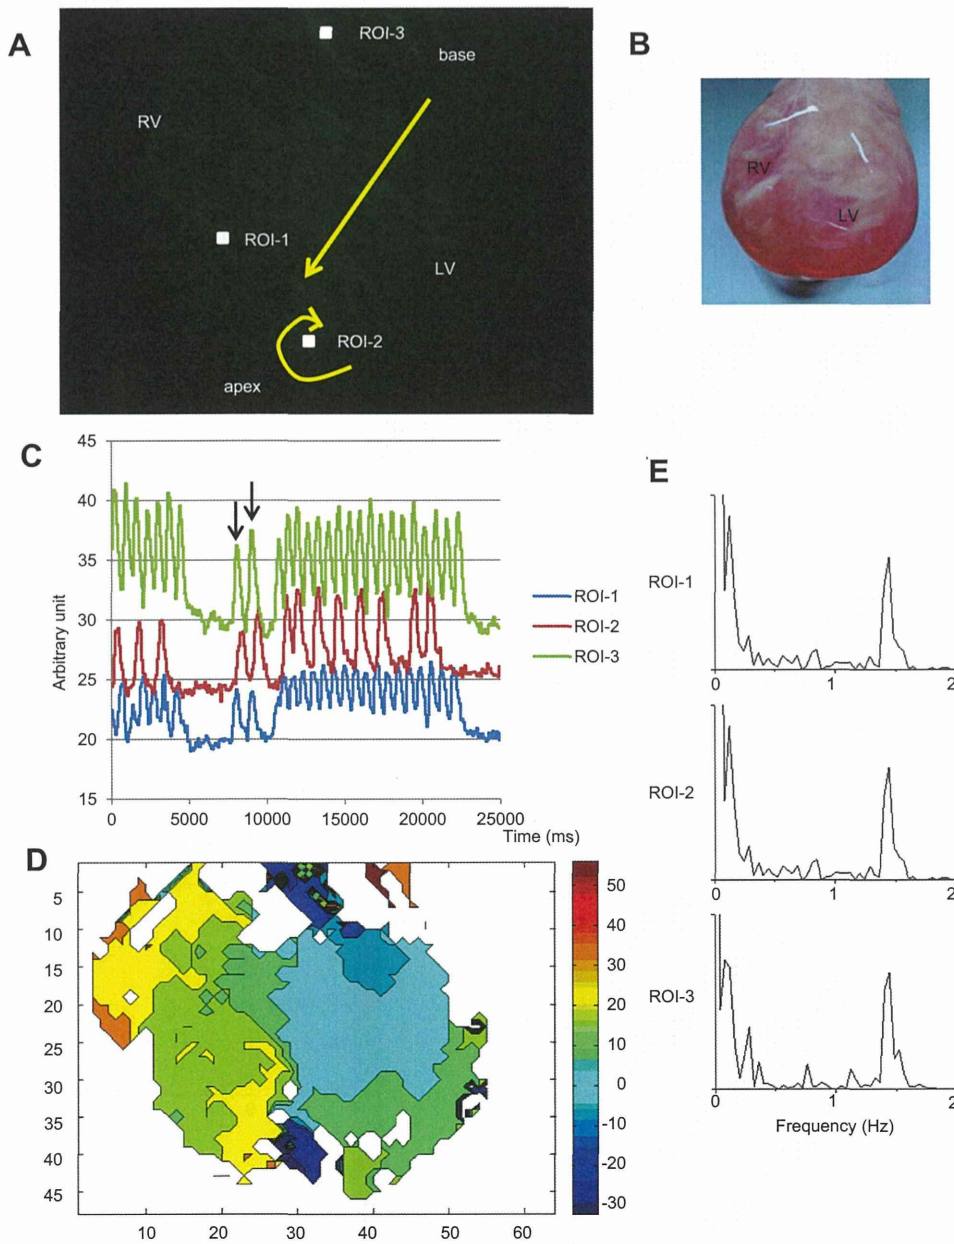 A
ROI-3
base
RV
ROI-1
LV
ROI-2
apex
B
RV
LV
C
45
40
35
30
25
20
15
Arbitrary unit
0 5000 10000 15000 20000 25000
Time (ms)
ROI-1
ROI-2
ROI-3
D
5
10
15
20
25
30
35
40
45
10 20 30 40 50 60
50
40
30
20
10
0
-10
-20
-30
E
ROI-1
0 1 2
ROI-2
0 1 2
ROI-3
0 1 2
Frequency (Hz)